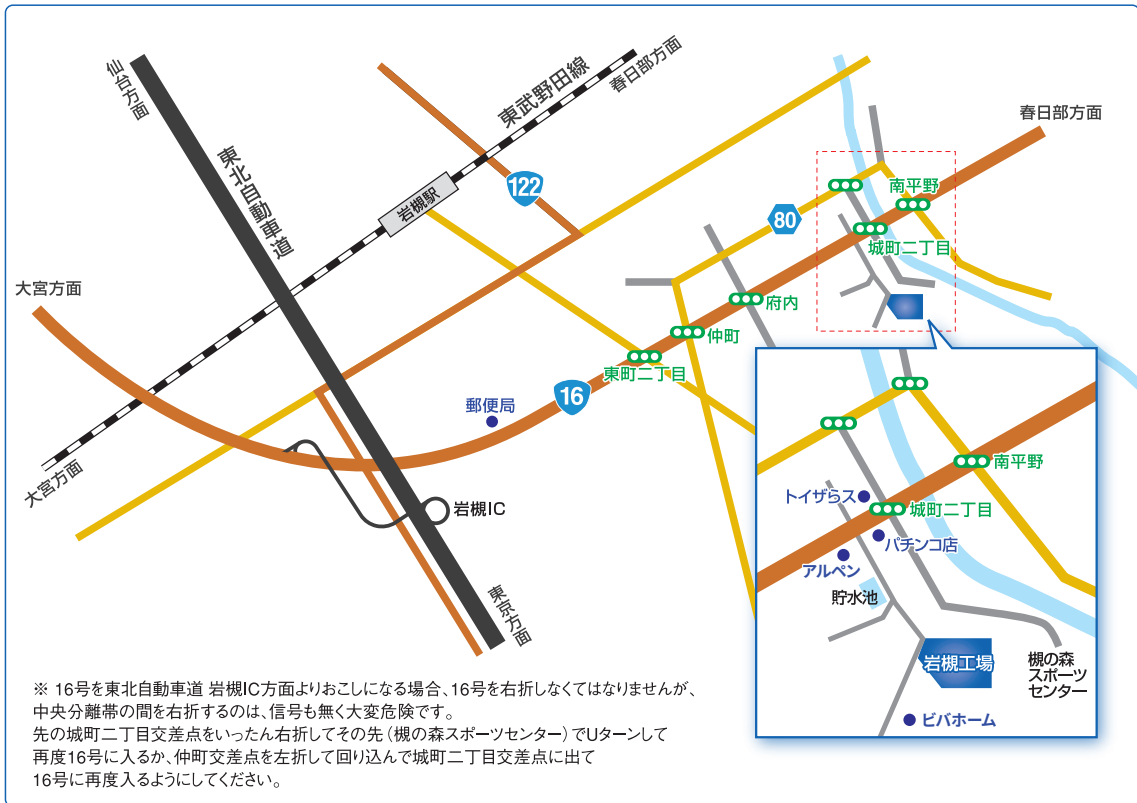 仙台方面
東北自動車道
東武野田線
春日部方面
122
岩槻駅
春日部方面
南平野
80
城町二丁目
大宮方面
府内
仲町
東町二丁目
16
郵便局
大宮方面
岩槻IC
東京方面
南平野
トイザらス
城町二丁目
パチンコ店
アルペン
貯水池
岩槻工場
槻の森
スポーツ
センター
ビバホーム
※ 16号を東北自動車道 岩槻IC方面よりおこしになる場合、16号を右折しなくてはなりませんが、
中央分離帯の間を右折するのは、信号も無く大変危険です。
先の城町二丁目交差点をいったん右折してその先(槻の森スポーツセンター)でUターンして
再度16号に入るか、仲町交差点を左折して回り込んで城町二丁目交差点に出て
16号に再度入るようにしてください。